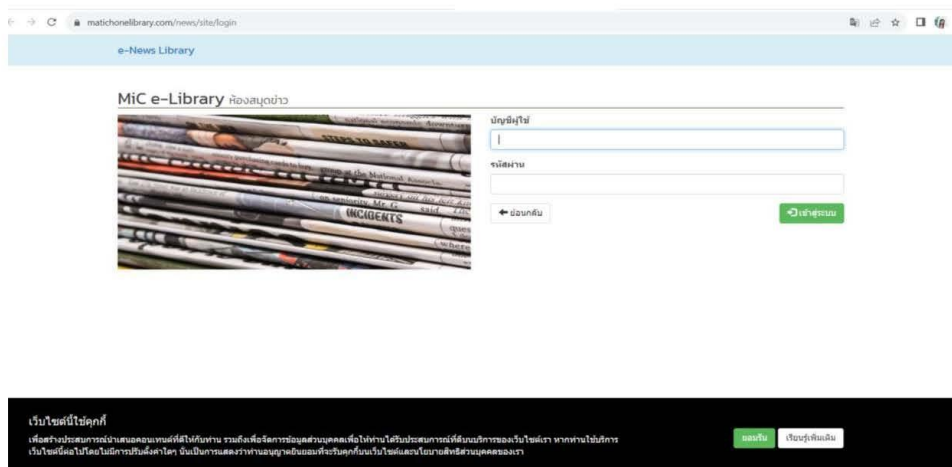 matichonelibrary.com/news/site/login
e-News Library
MiC e-Library ห้องสมุดข่าว
บัญชีผู้ใช้
รหัสผ่าน
ย้อนกลับ
เข้าสู่ระบบ
STEPS TO
group at the National
on seniority, Mr. G
said
INCIDENTS
where
เว็บไซต์นี้ใช้คุกกี้
เพื่อสร้างประสบการณ์นำเสนอคอนเทนต์ที่ดีให้กับท่าน รวมถึงเพื่อจัดการข้อมูลส่วนบุคคลเพื่อให้ท่านได้รับประสบการณ์ที่ดีบนบริการของเว็บไซต์เรา หากท่านใช้บริการ
เว็บไซต์นี้ต่อไปโดยไม่มีการปรับตั้งค่าใดๆ นั่นเป็นการแสดงว่าท่านอนุญาตยินยอมที่จะรับคุกกี้บนเว็บไซต์และนโยบายสิทธิส่วนบุคคลของเรา
ยอมรับ
เรียนรู้เพิ่มเติม